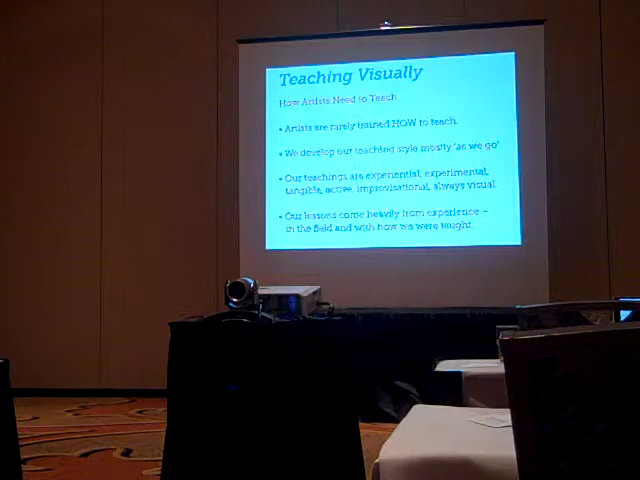 Teaching Visually
How Artists Need to Teach
• Artists are rarely trained HOW to teach.
• We develop our teaching style mostly 'as we go'
• Our teachings are experiential, experimental,
tangible, active, improvisational, always visual
• Our lessons come heavily from experience –
in the field and with how we were taught.